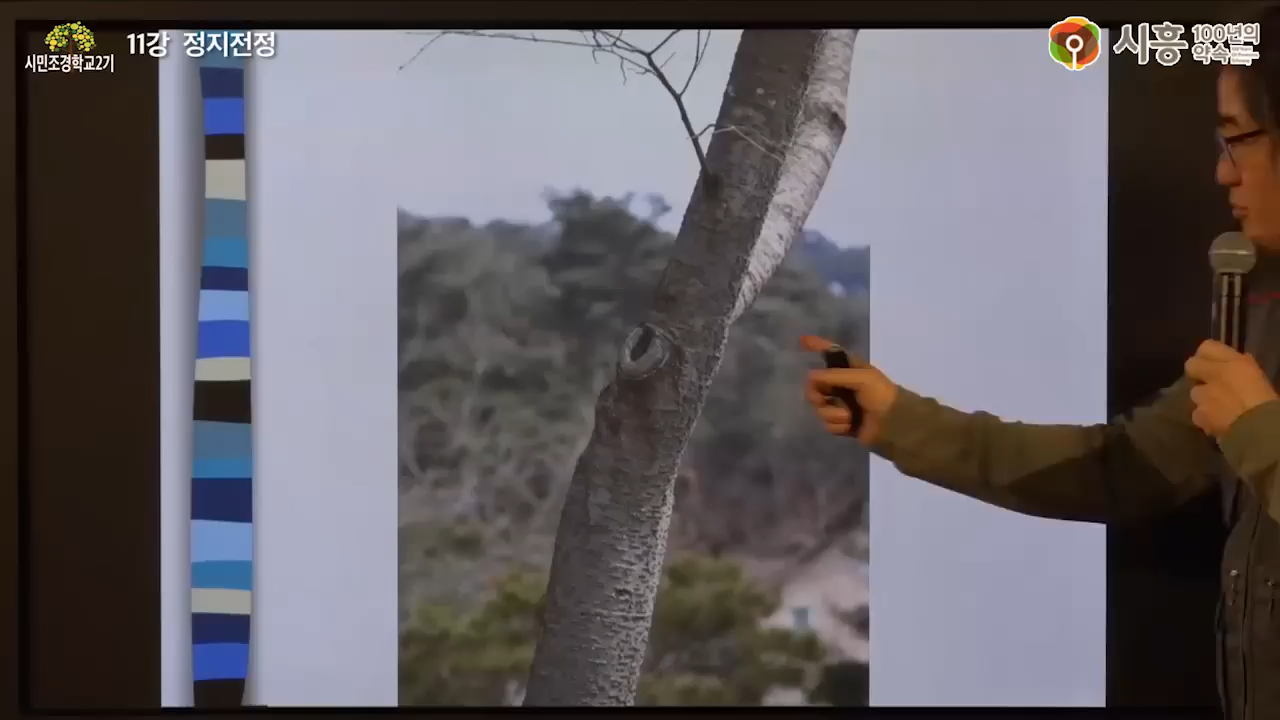 시민조경학교2기
11강 정지전정
시흥
100년의
약속